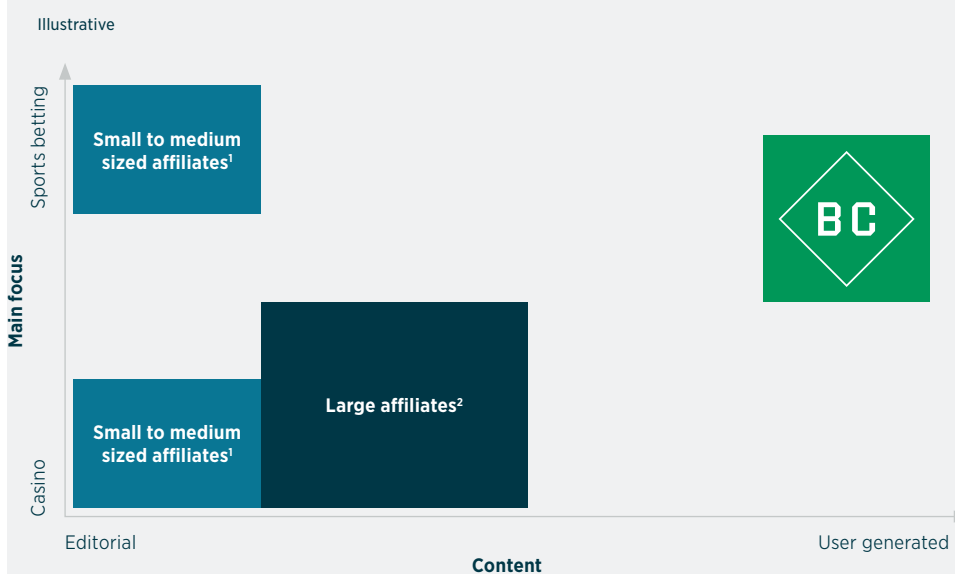 Illustrative
Sports betting
Small to medium
sized affiliates¹
BC
Main focus
Large affiliates²
Small to medium
sized affiliates¹
Casino
Editorial
User generated
Content